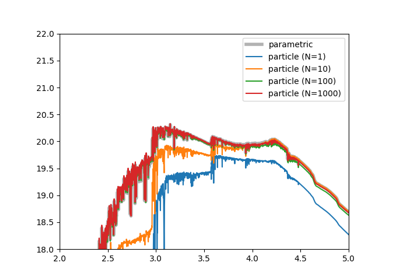 22.0
21.5
21.0
20.5
20.0
19.5
19.0
18.5
18.0
2.0 2.5 3.0 3.5 4.0 4.5 5.0
parametric
particle (N=1)
particle (N=10)
particle (N=100)
particle (N=1000)